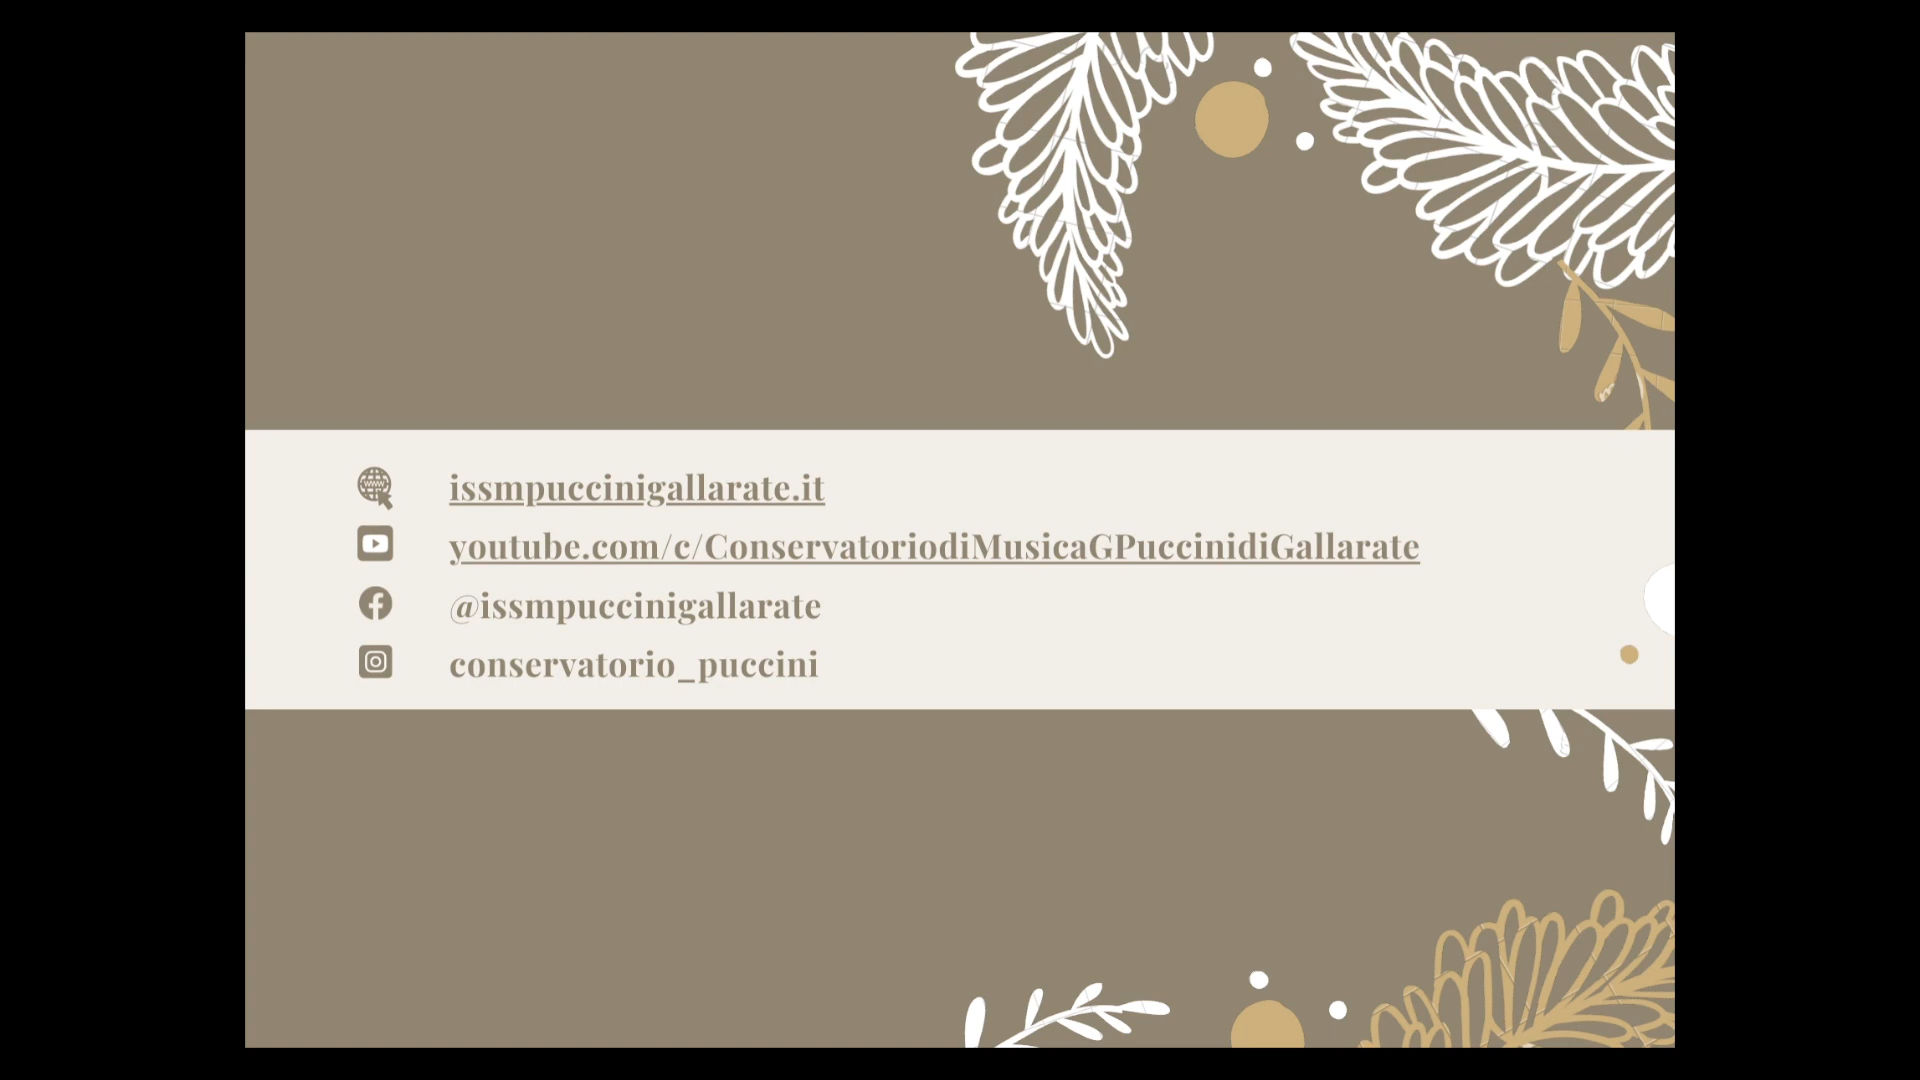 issmpuccinigallarate.it
youtube.com/c/ConservatoriodiMusicaGPuccinidiGallarate
@issmpuccinigallarate
conservatorio_puccini